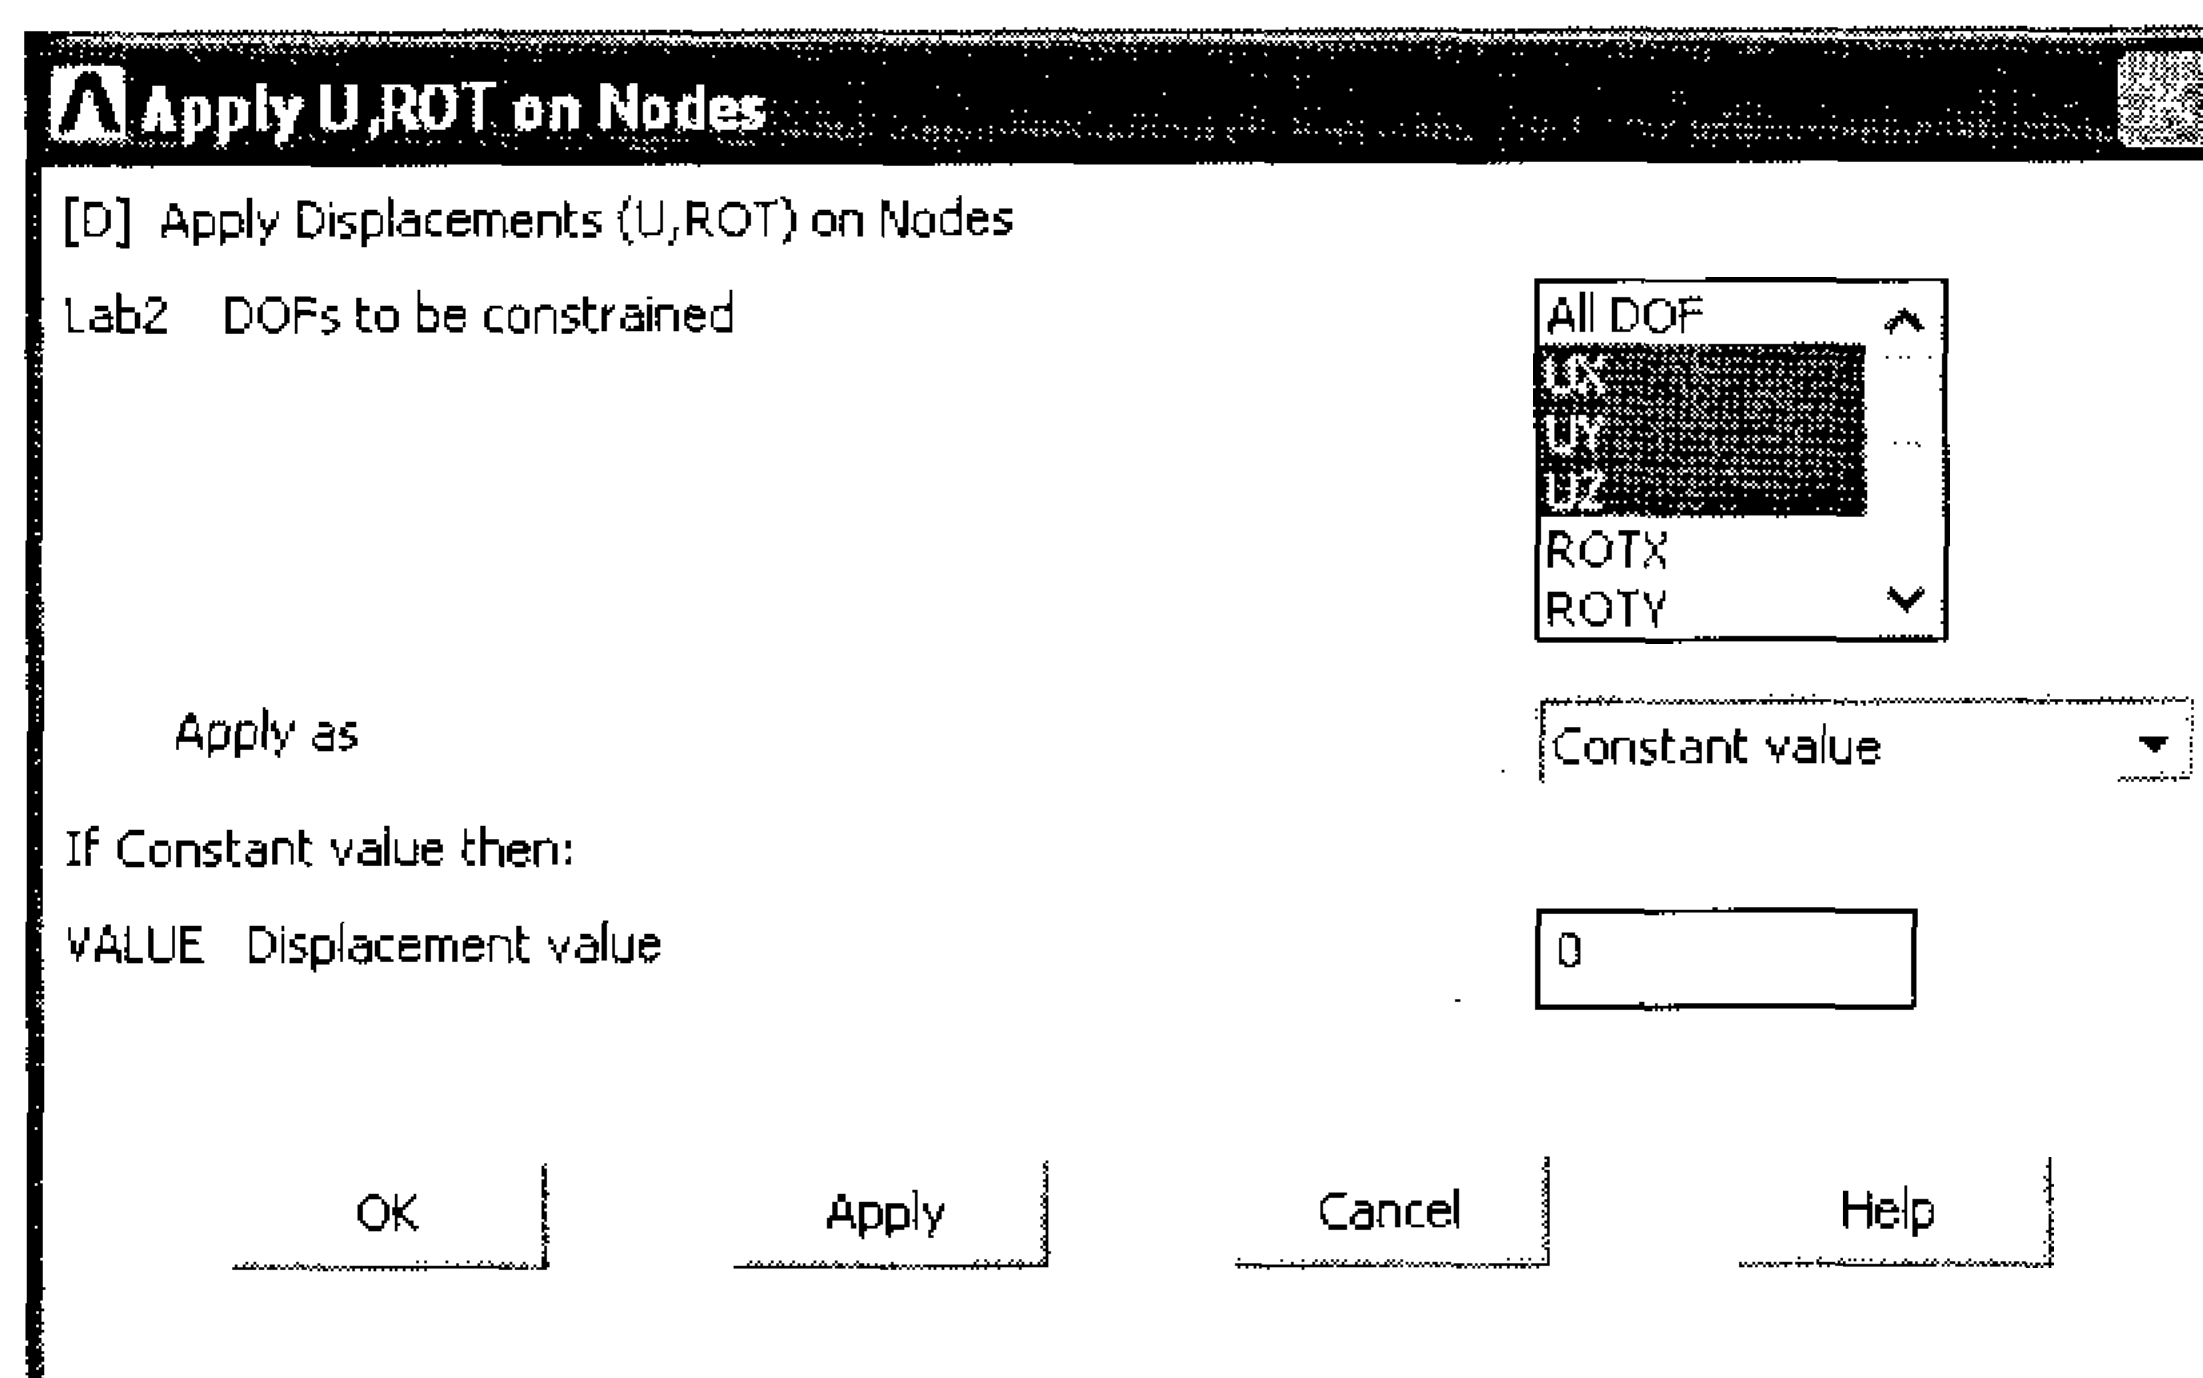 Apply U,ROT on Nodes
[D] Apply Displacements (U,ROT) on Nodes
Lab2 DOFs to be constrained
All DOF
UX
UY
UZ
ROTX
ROTY
Apply as
Constant value
If Constant value then:
VALUE Displacement value
0
OK
Apply
Cancel
Help